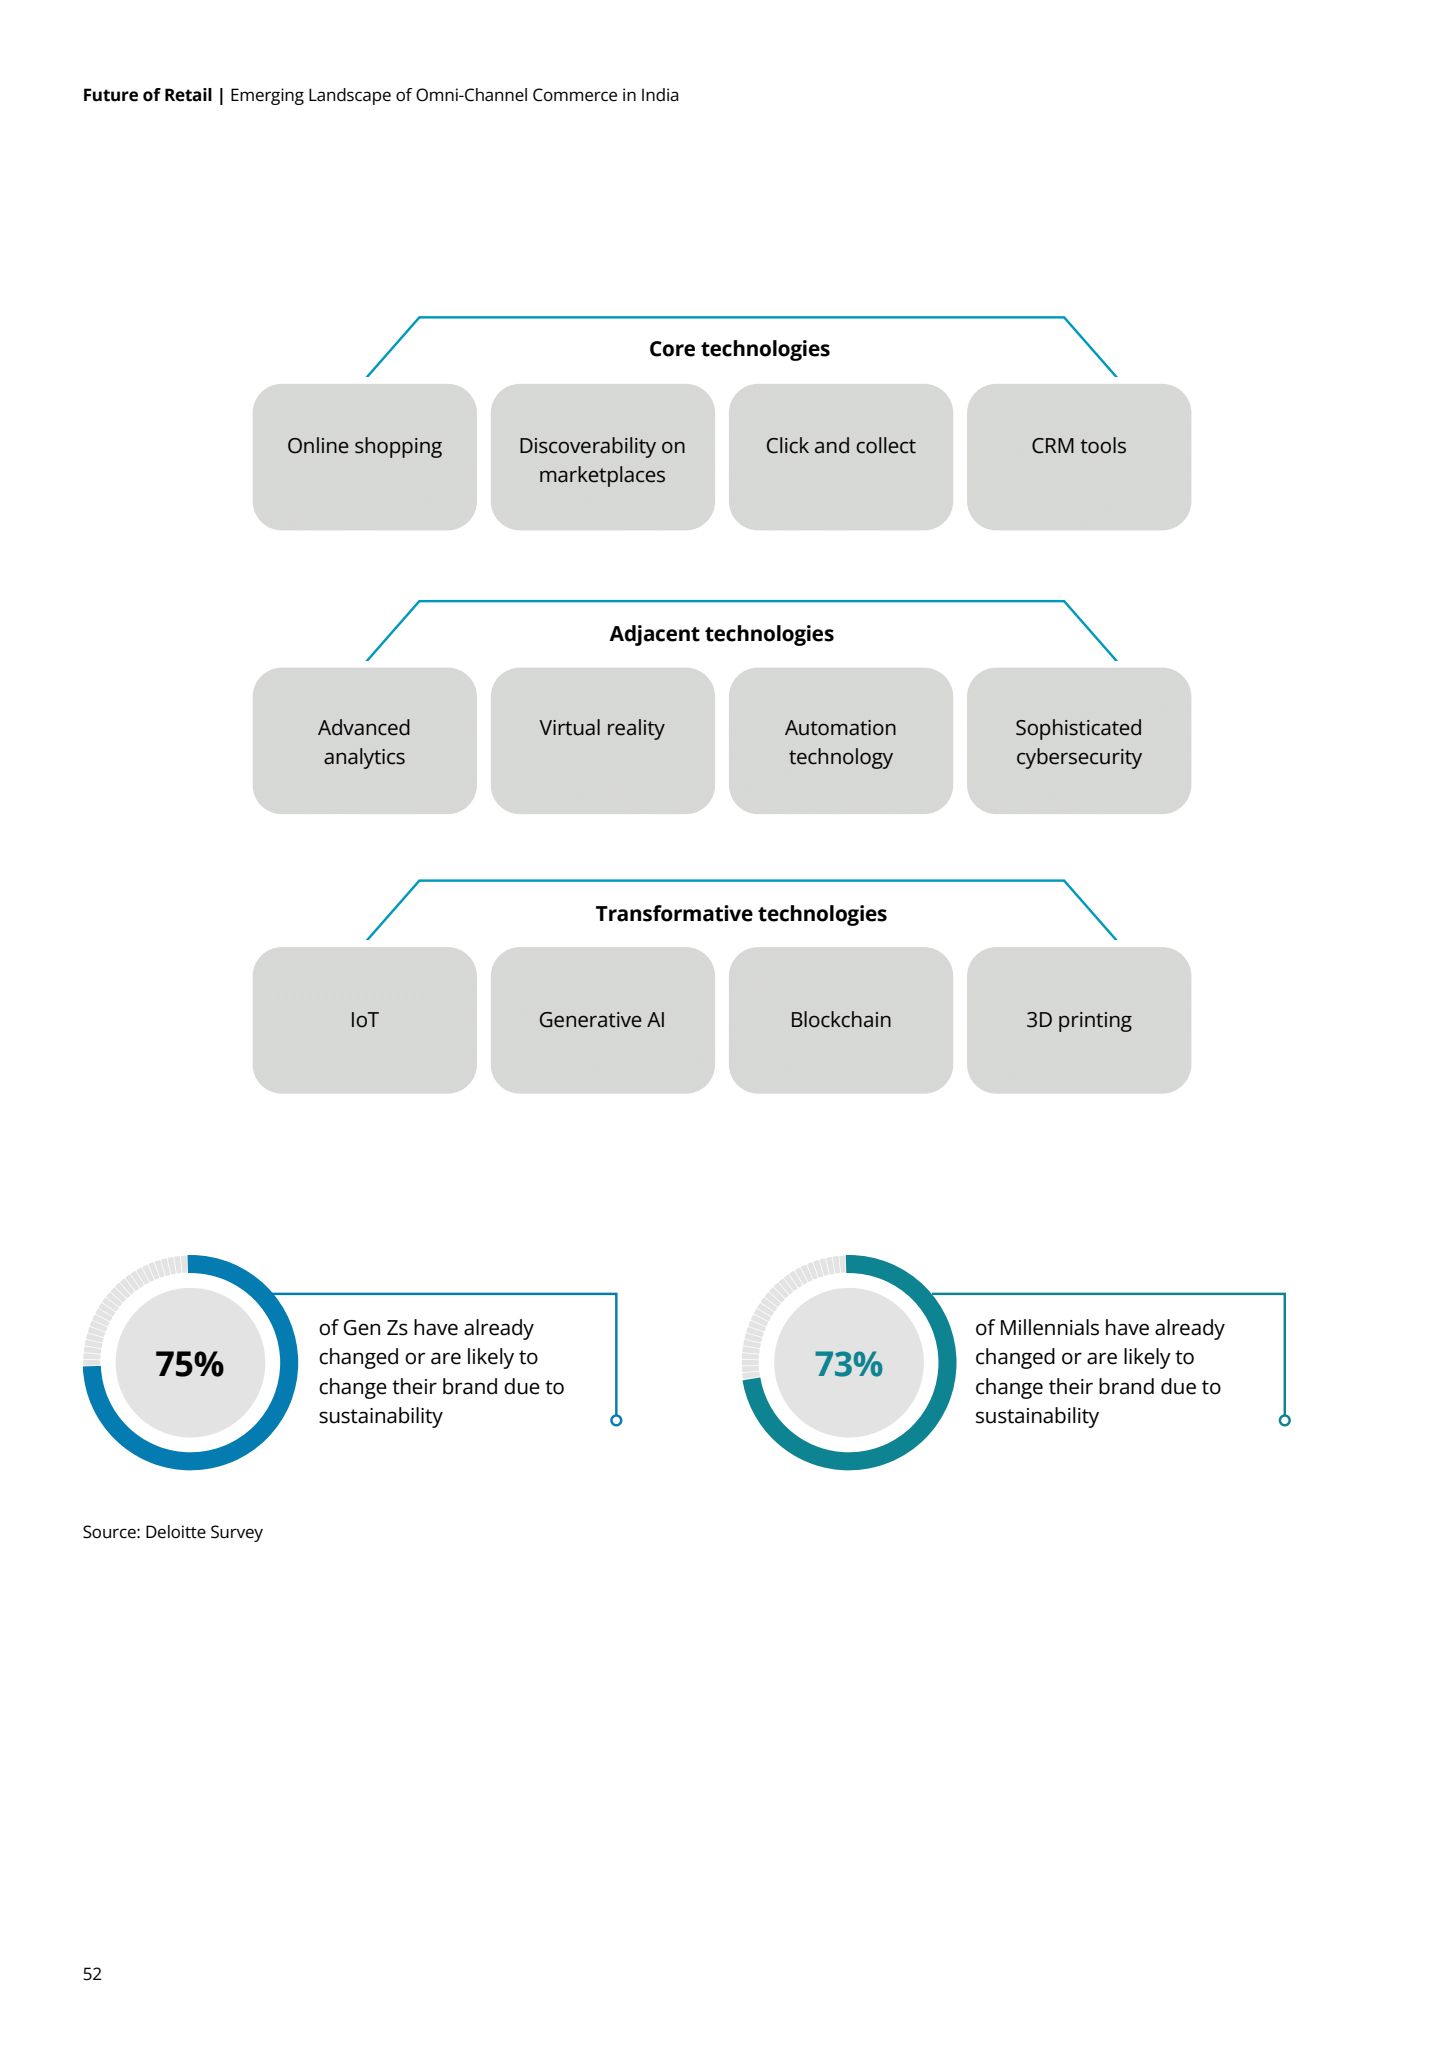 Future of Retail | Emerging Landscape of Omni-Channel Commerce in India
Core technologies
Online shopping
Discoverability on
marketplaces
Click and collect
CRM tools
Adjacent technologies
Advanced
analytics
Virtual reality
Automation
technology
Sophisticated
cybersecurity
Transformative technologies
IoT
Generative AI
Blockchain
3D printing
75%
of Gen Zs have already
changed or are likely to
change their brand due to
sustainability
73%
of Millennials have already
changed or are likely to
change their brand due to
sustainability
Source: Deloitte Survey
52